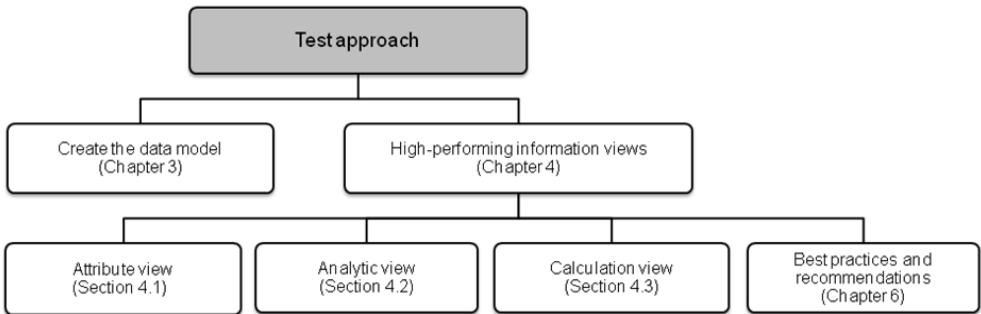 Test approach
Create the data model
(Chapter 3)
High-performing information views
(Chapter 4)
Attribute view
(Section 4.1)
Analytic view
(Section 4.2)
Calculation view
(Section 4.3)
Best practices and
recommendations
(Chapter 6)